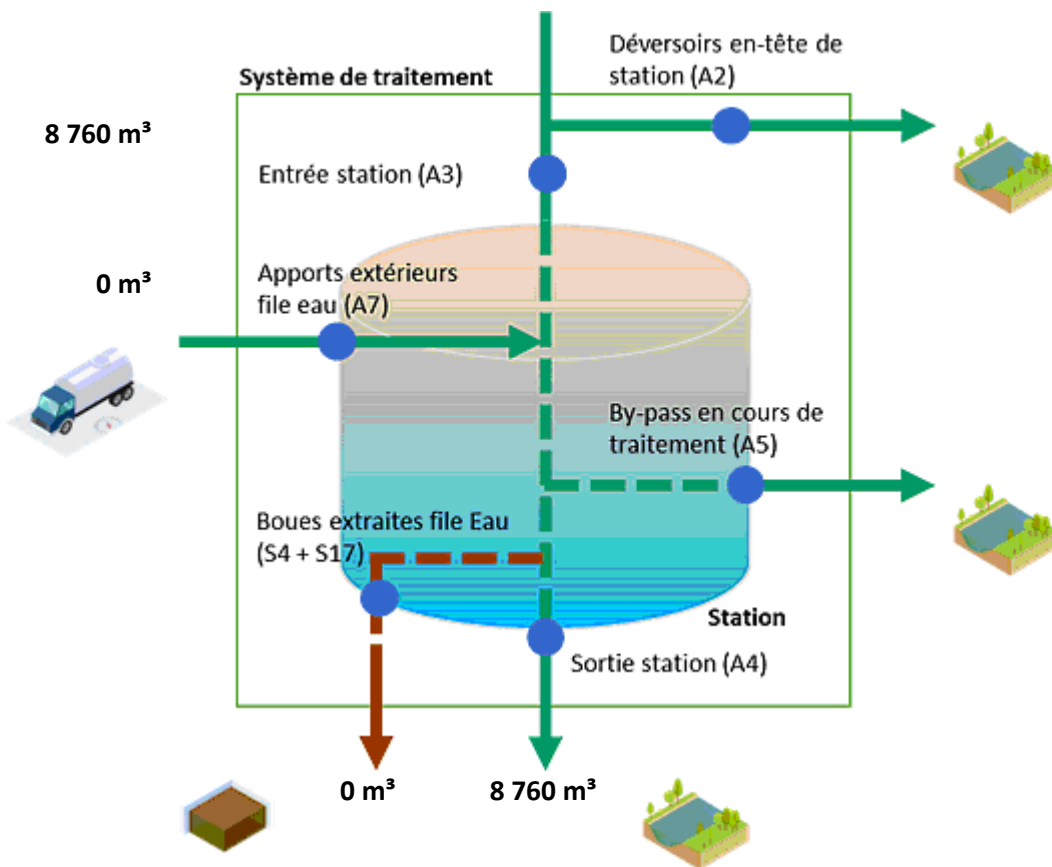 Déversoirs en-tête de
station (A2)
Système de traitement
8 760 m³
Entrée station (A3)
0 m³
Apports extérieurs
file eau (A7)
By-pass en cours de
traitement (A5)
Boues extraites file Eau
(S4 + S17)
Station
Sortie station (A4)
0 m³
8 760 m³